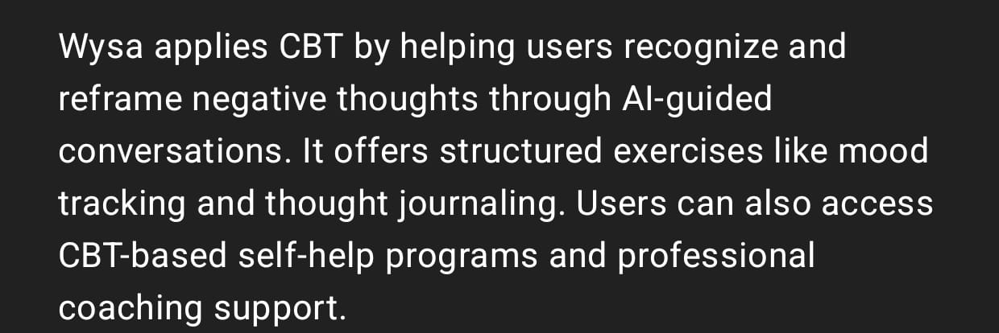 Wysa applies CBT by helping users recognize and
reframe negative thoughts through AI-guided
conversations. It offers structured exercises like mood
tracking and thought journaling. Users can also access
CBT-based self-help programs and professional
coaching support.